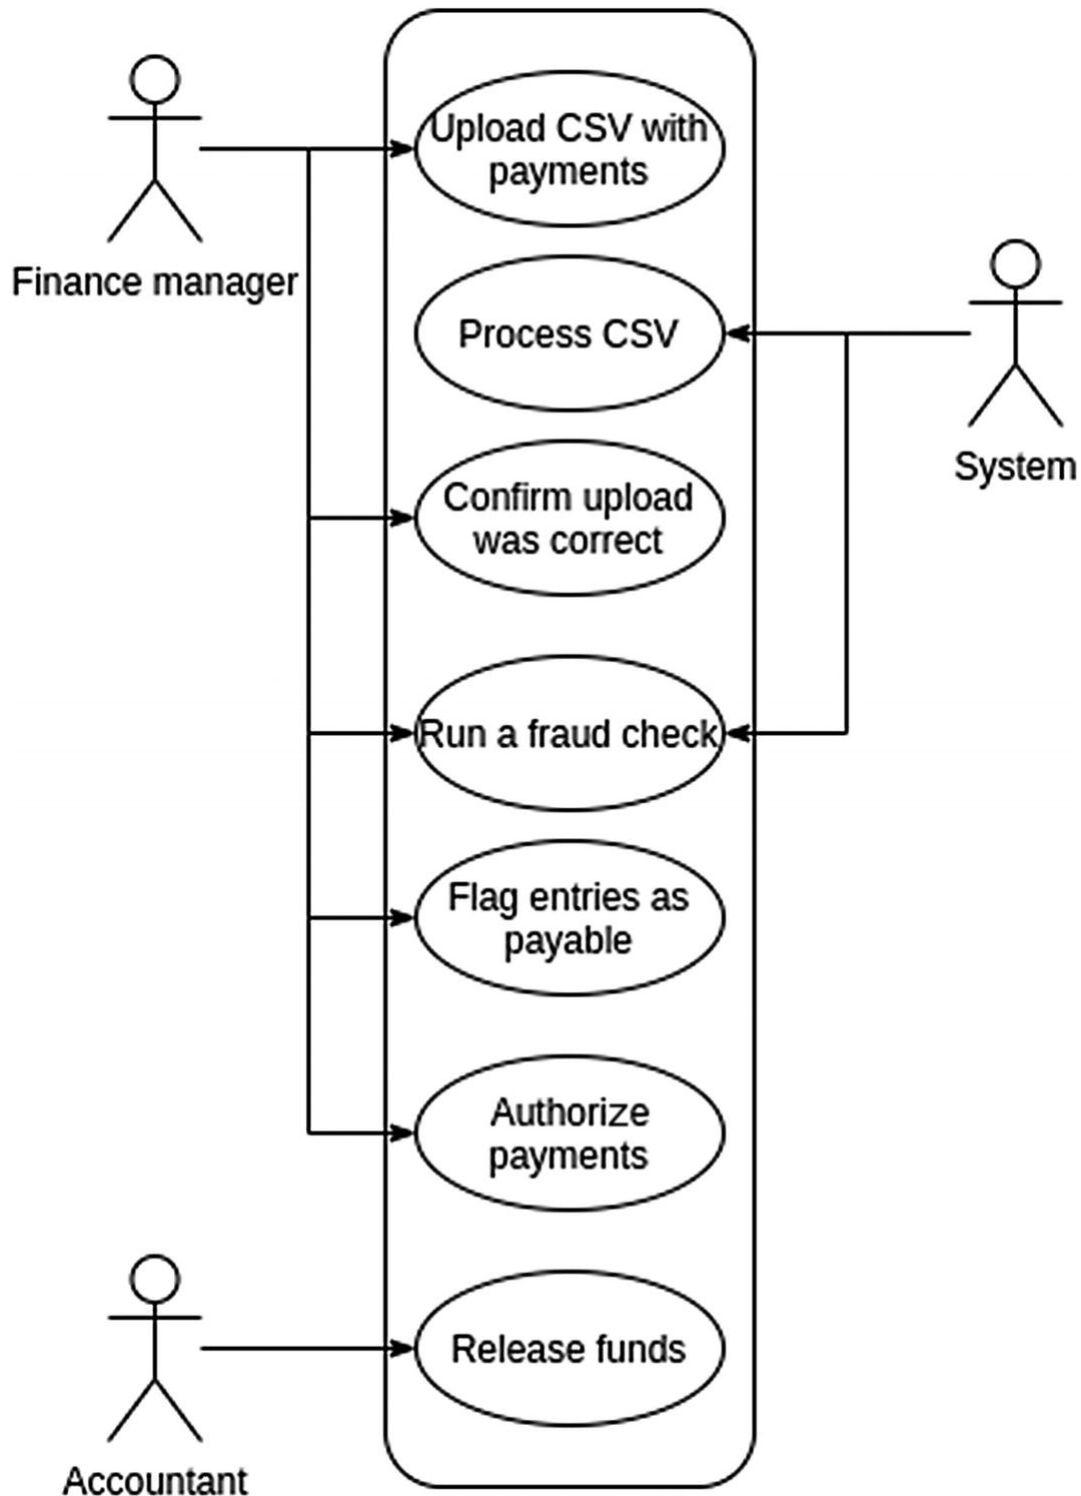 Upload CSV with
payments
Finance manager
Process CSV
System
Confirm upload
was correct
Run a fraud check
Flag entries as
payable
Authorize
payments
Release funds
Accountant